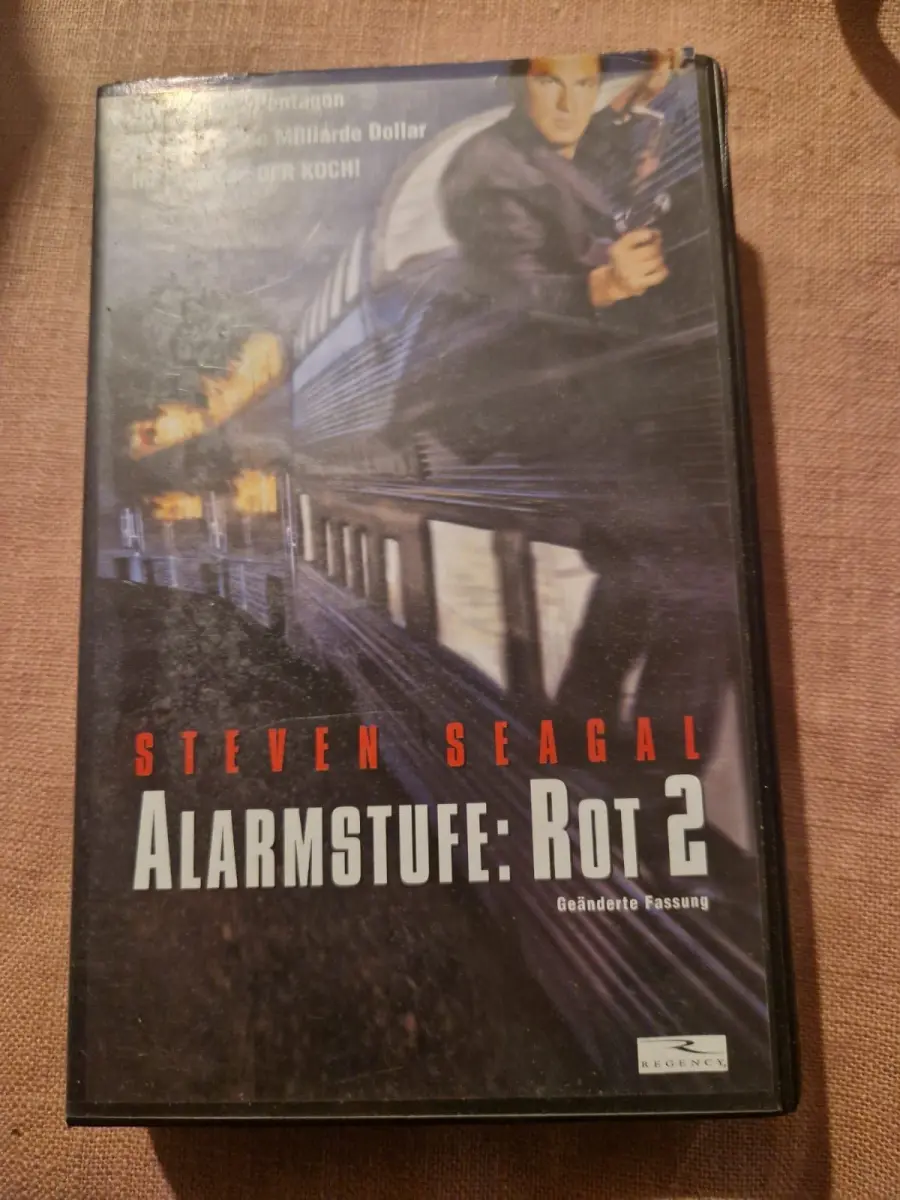 Pentagon
Milliarde Dollar
DER KOCH!
STEVEN SEAGAL
ALARMSTUFE: ROT 2
Geänderte Fassung
R
REGENCY